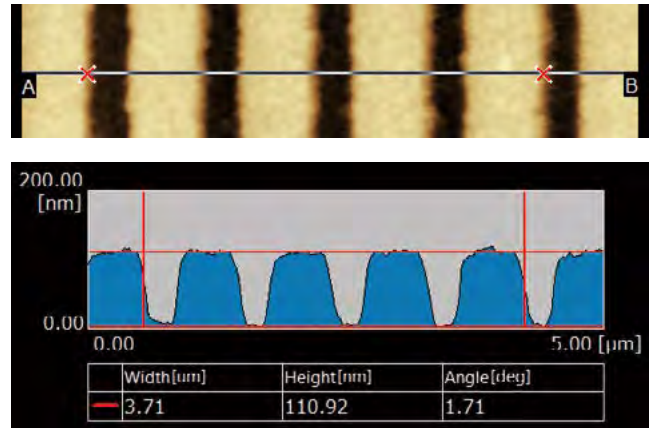 A B
200.00
[nm]
0.00
0.00 5.00 [µm]
Width[um] Height[nm] Angle[deg]
3.71 110.92 1.71